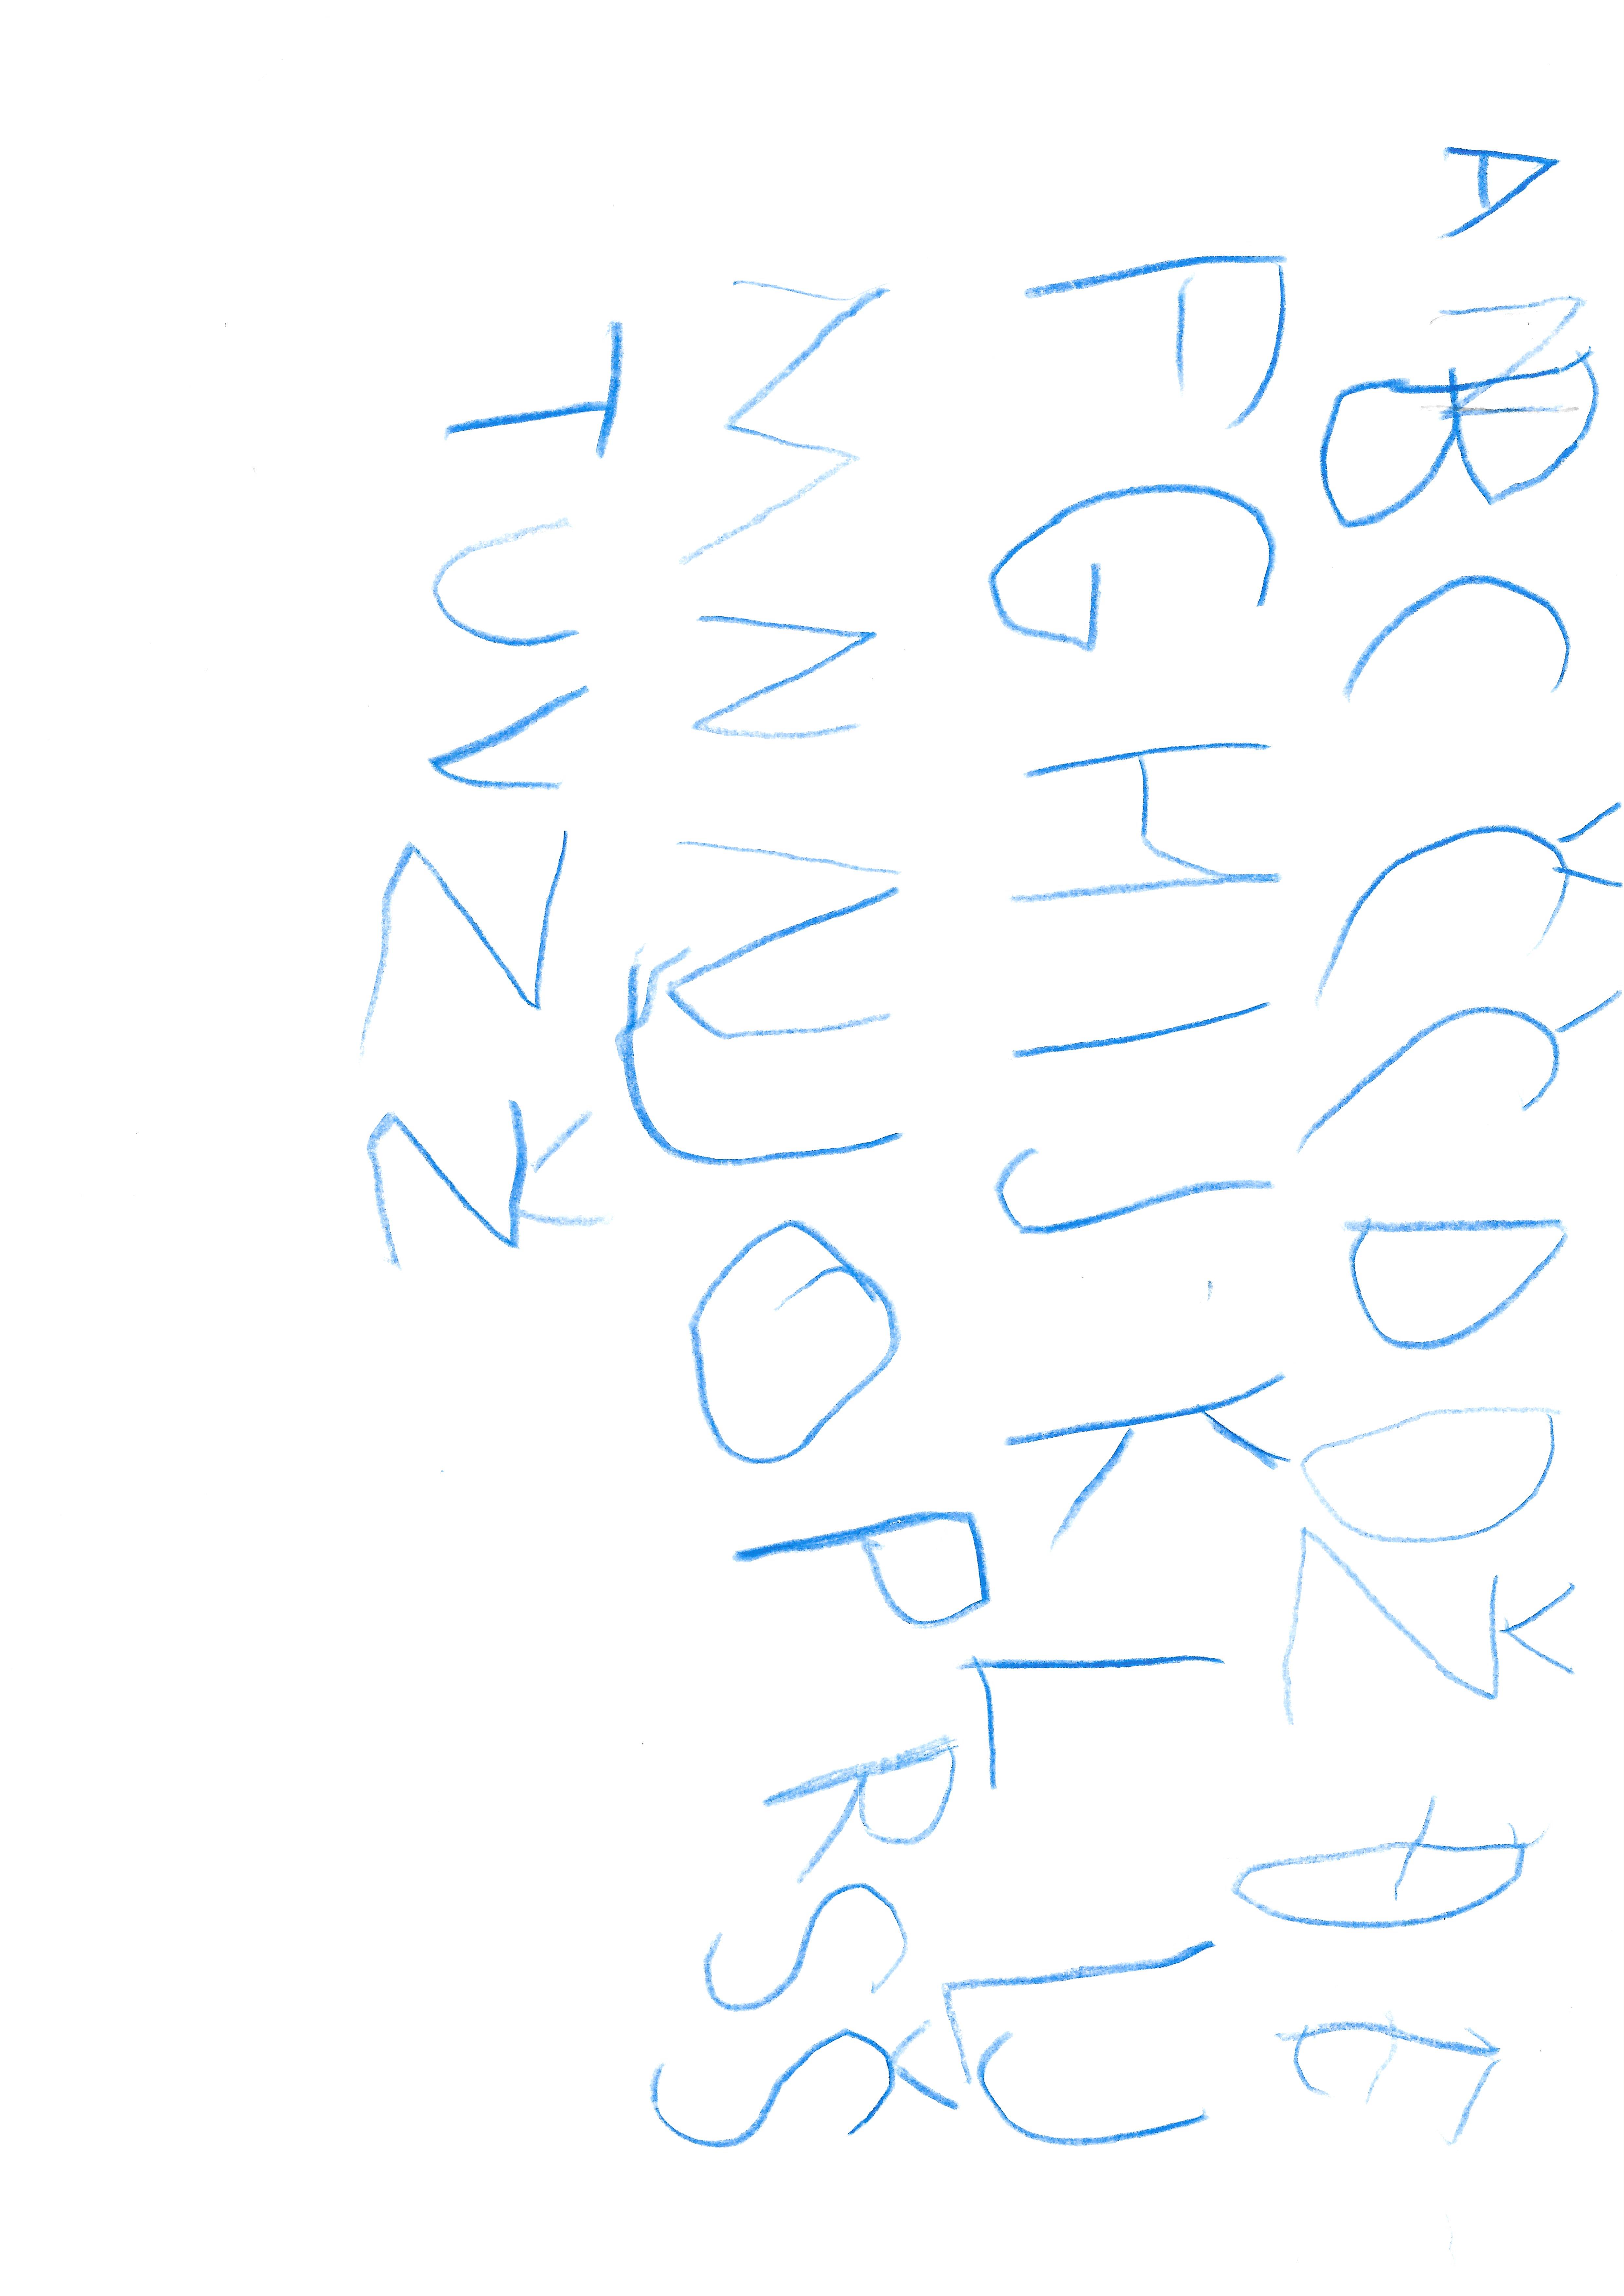 A B C Č Ć D DŽ Đ E
F G H I J K L LJ
M N NJ O P R S Š
T U V Z Ž